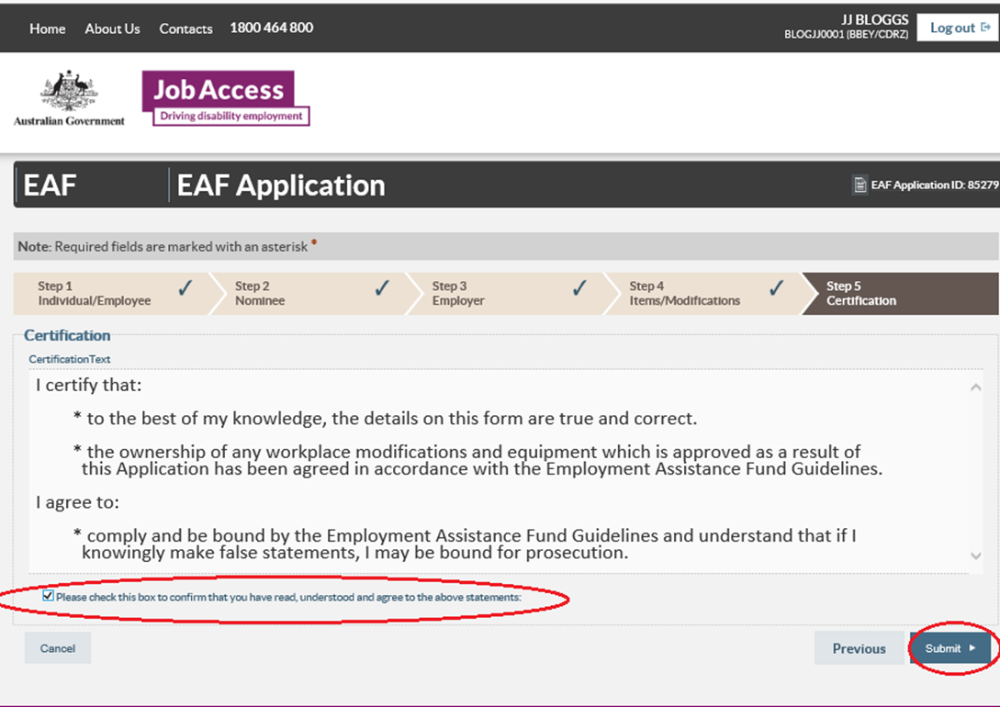 Home About Us Contacts 1800 464 800
JJ BLOGGS
BLOGJJ0001 (BBEY/CDRZ)
Log out
Australian Government
Job Access
Driving disability employment
EAF
EAF Application
EAF Application ID: 85279
Note: Required fields are marked with an asterisk *
Step 1
Individual/Employee
Step 2
Nominee
Step 3
Employer
Step 4
Items/Modifications
Step 5
Certification
Certification
CertificationText
I certify that:
* to the best of my knowledge, the details on this form are true and correct.
* the ownership of any workplace modifications and equipment which is approved as a result of
this Application has been agreed in accordance with the Employment Assistance Fund Guidelines.
I agree to:
* comply and be bound by the Employment Assistance Fund Guidelines and understand that if I
knowingly make false statements, I may be bound for prosecution.
Please check this box to confirm that you have read, understood and agree to the above statements:
Cancel
Previous
Submit